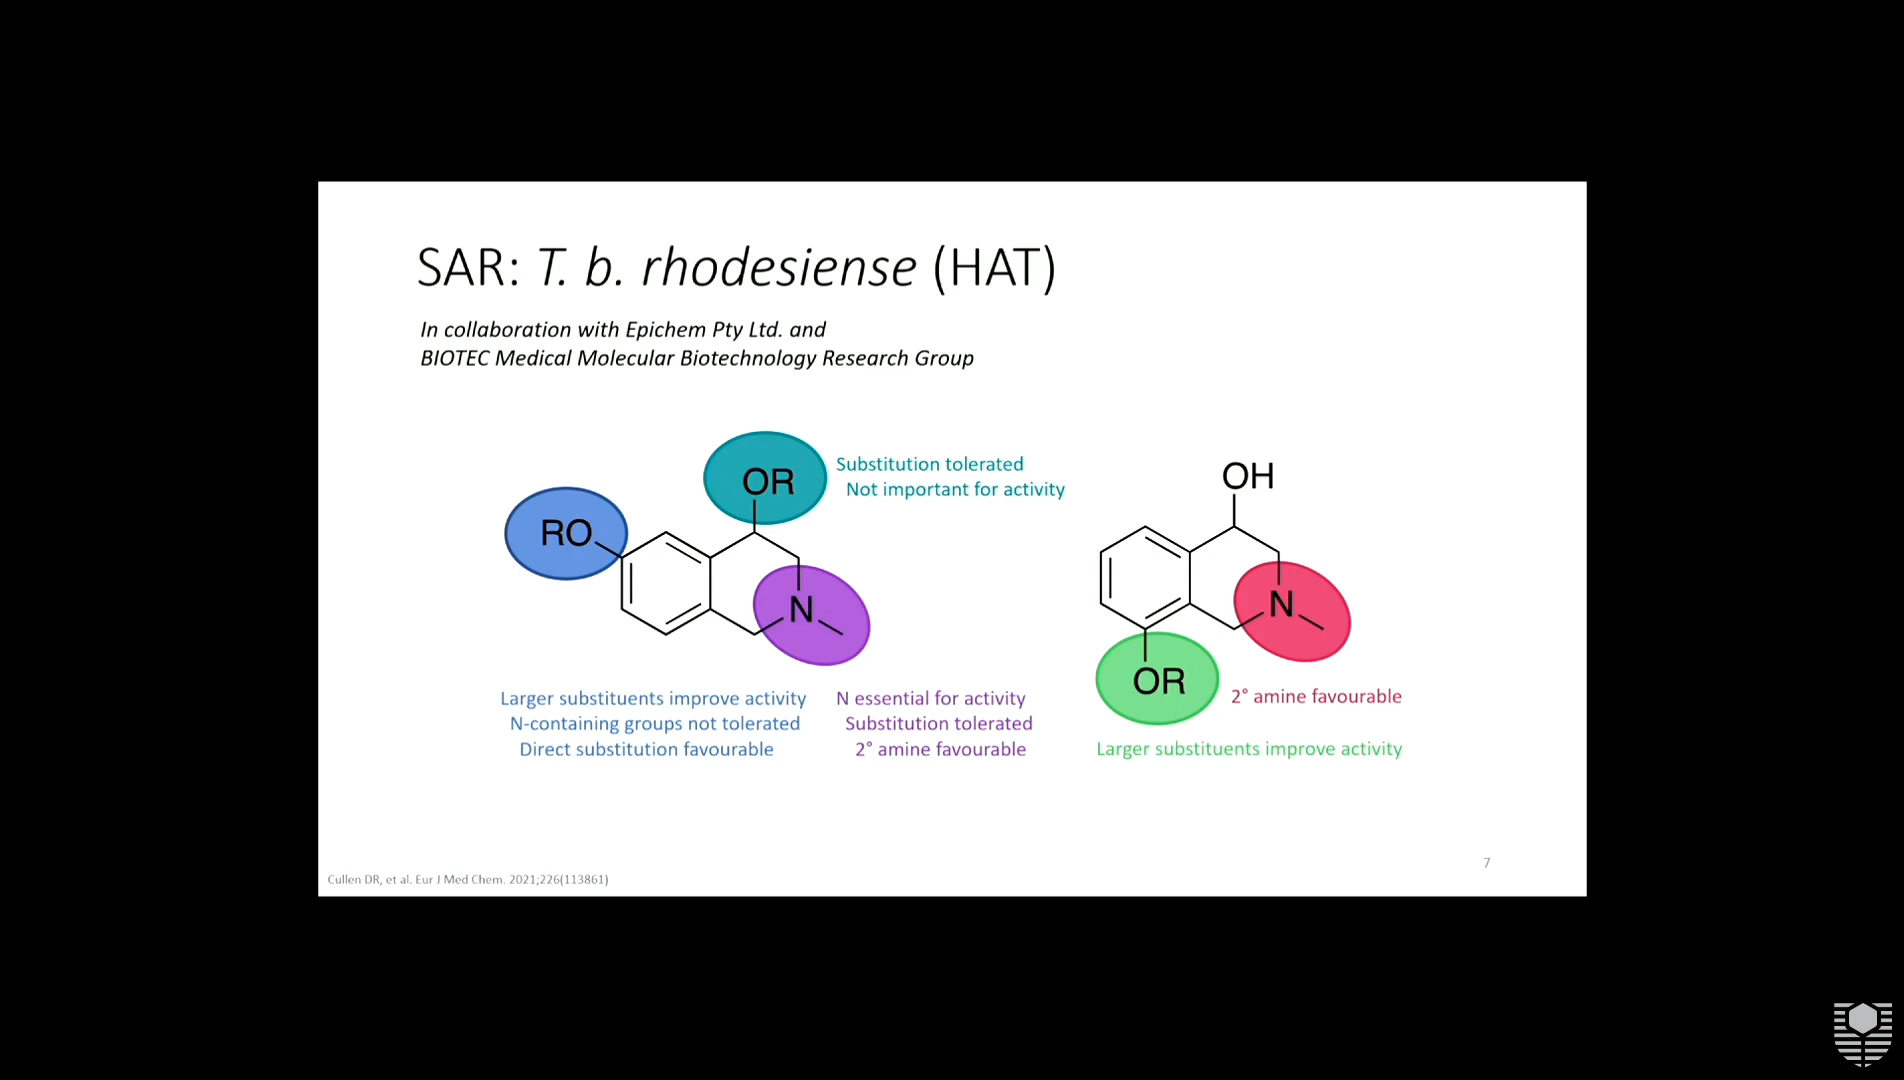 SAR: T. b. rhodesiense (HAT)
In collaboration with Epichem Pty Ltd. and
BIOTEC Medical Molecular Biotechnology Research Group
OR
Substitution tolerated
Not important for activity
RO
N
Larger substituents improve activity
N-containing groups not tolerated
Direct substitution favourable
N essential for activity
Substitution tolerated
2° amine favourable
OH
N
OR
2° amine favourable
Larger substituents improve activity
7
Cullen DR, et al. Eur J Med Chem. 2021;226(113861)